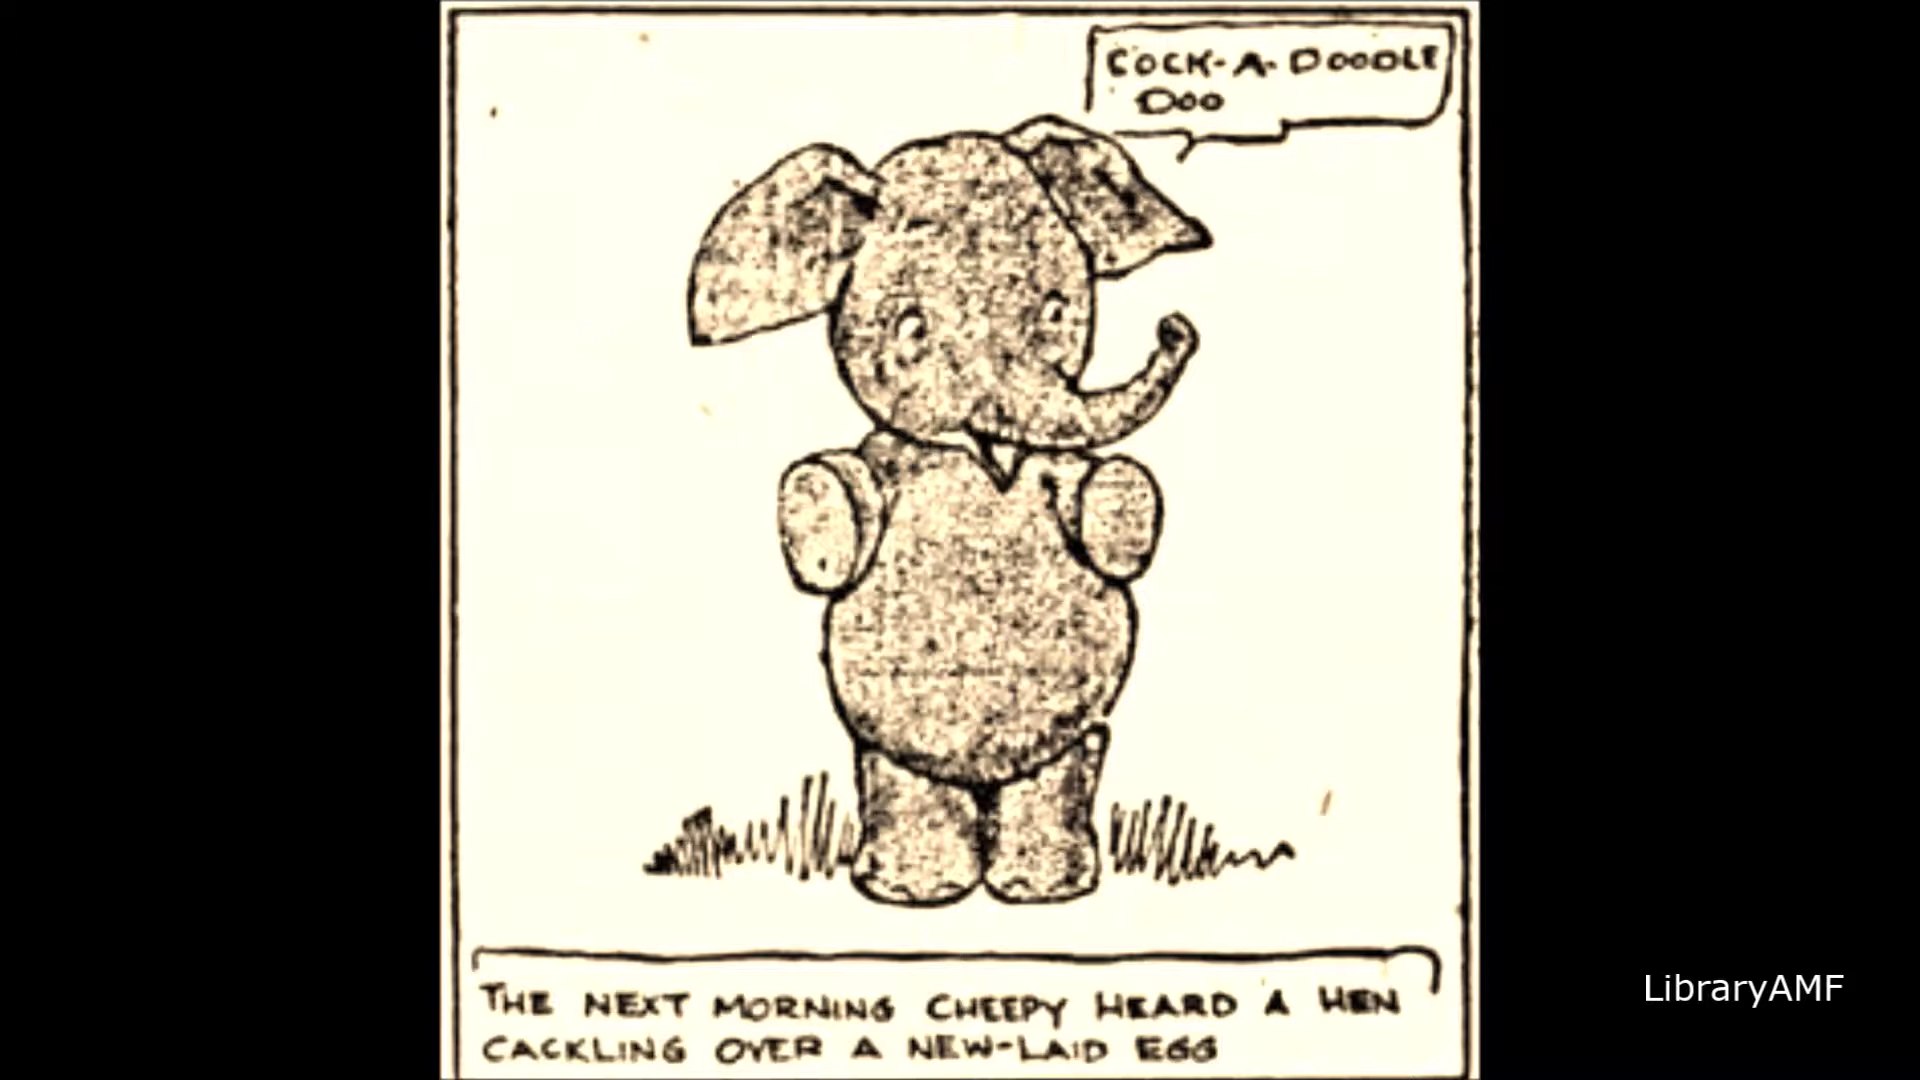 COCK-A-DOODLE
DOO
THE NEXT MORNING CHEEPY HEARD A HEN
CACKLING OVER A NEW-LAID EGG
LibraryAMF